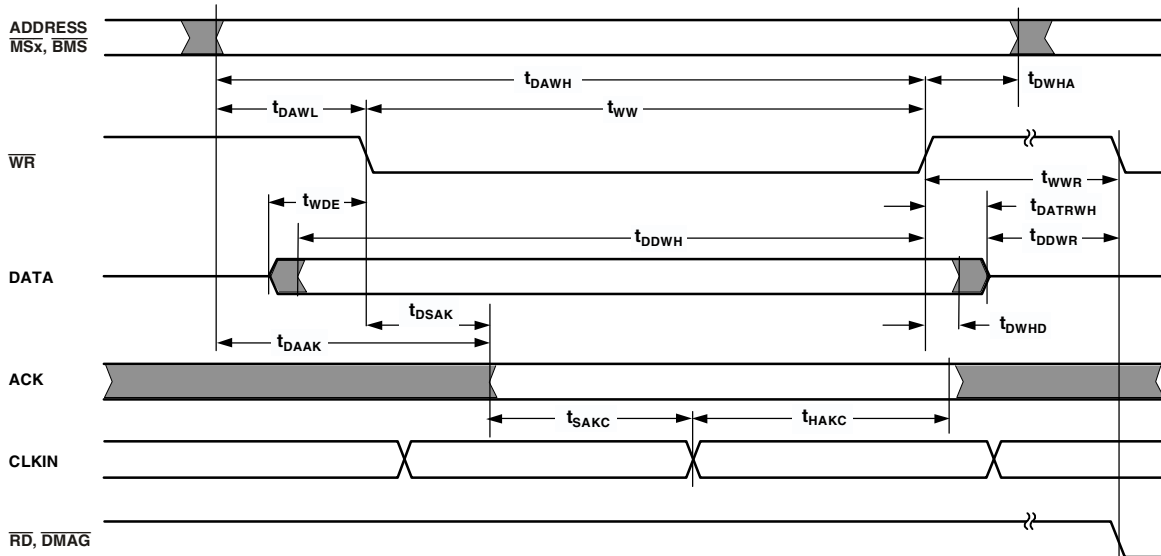 ADDRESS
MSx, BMS
tDAWH
tDWHA
tDAWL
tWW
WR
tWWR
tWDE
tDATRWH
tDDWH
tDDWR
DATA
tDSAK
tDWHD
tDAAK
ACK
tSAKC
tHAKC
CLKIN
RD, DMAG